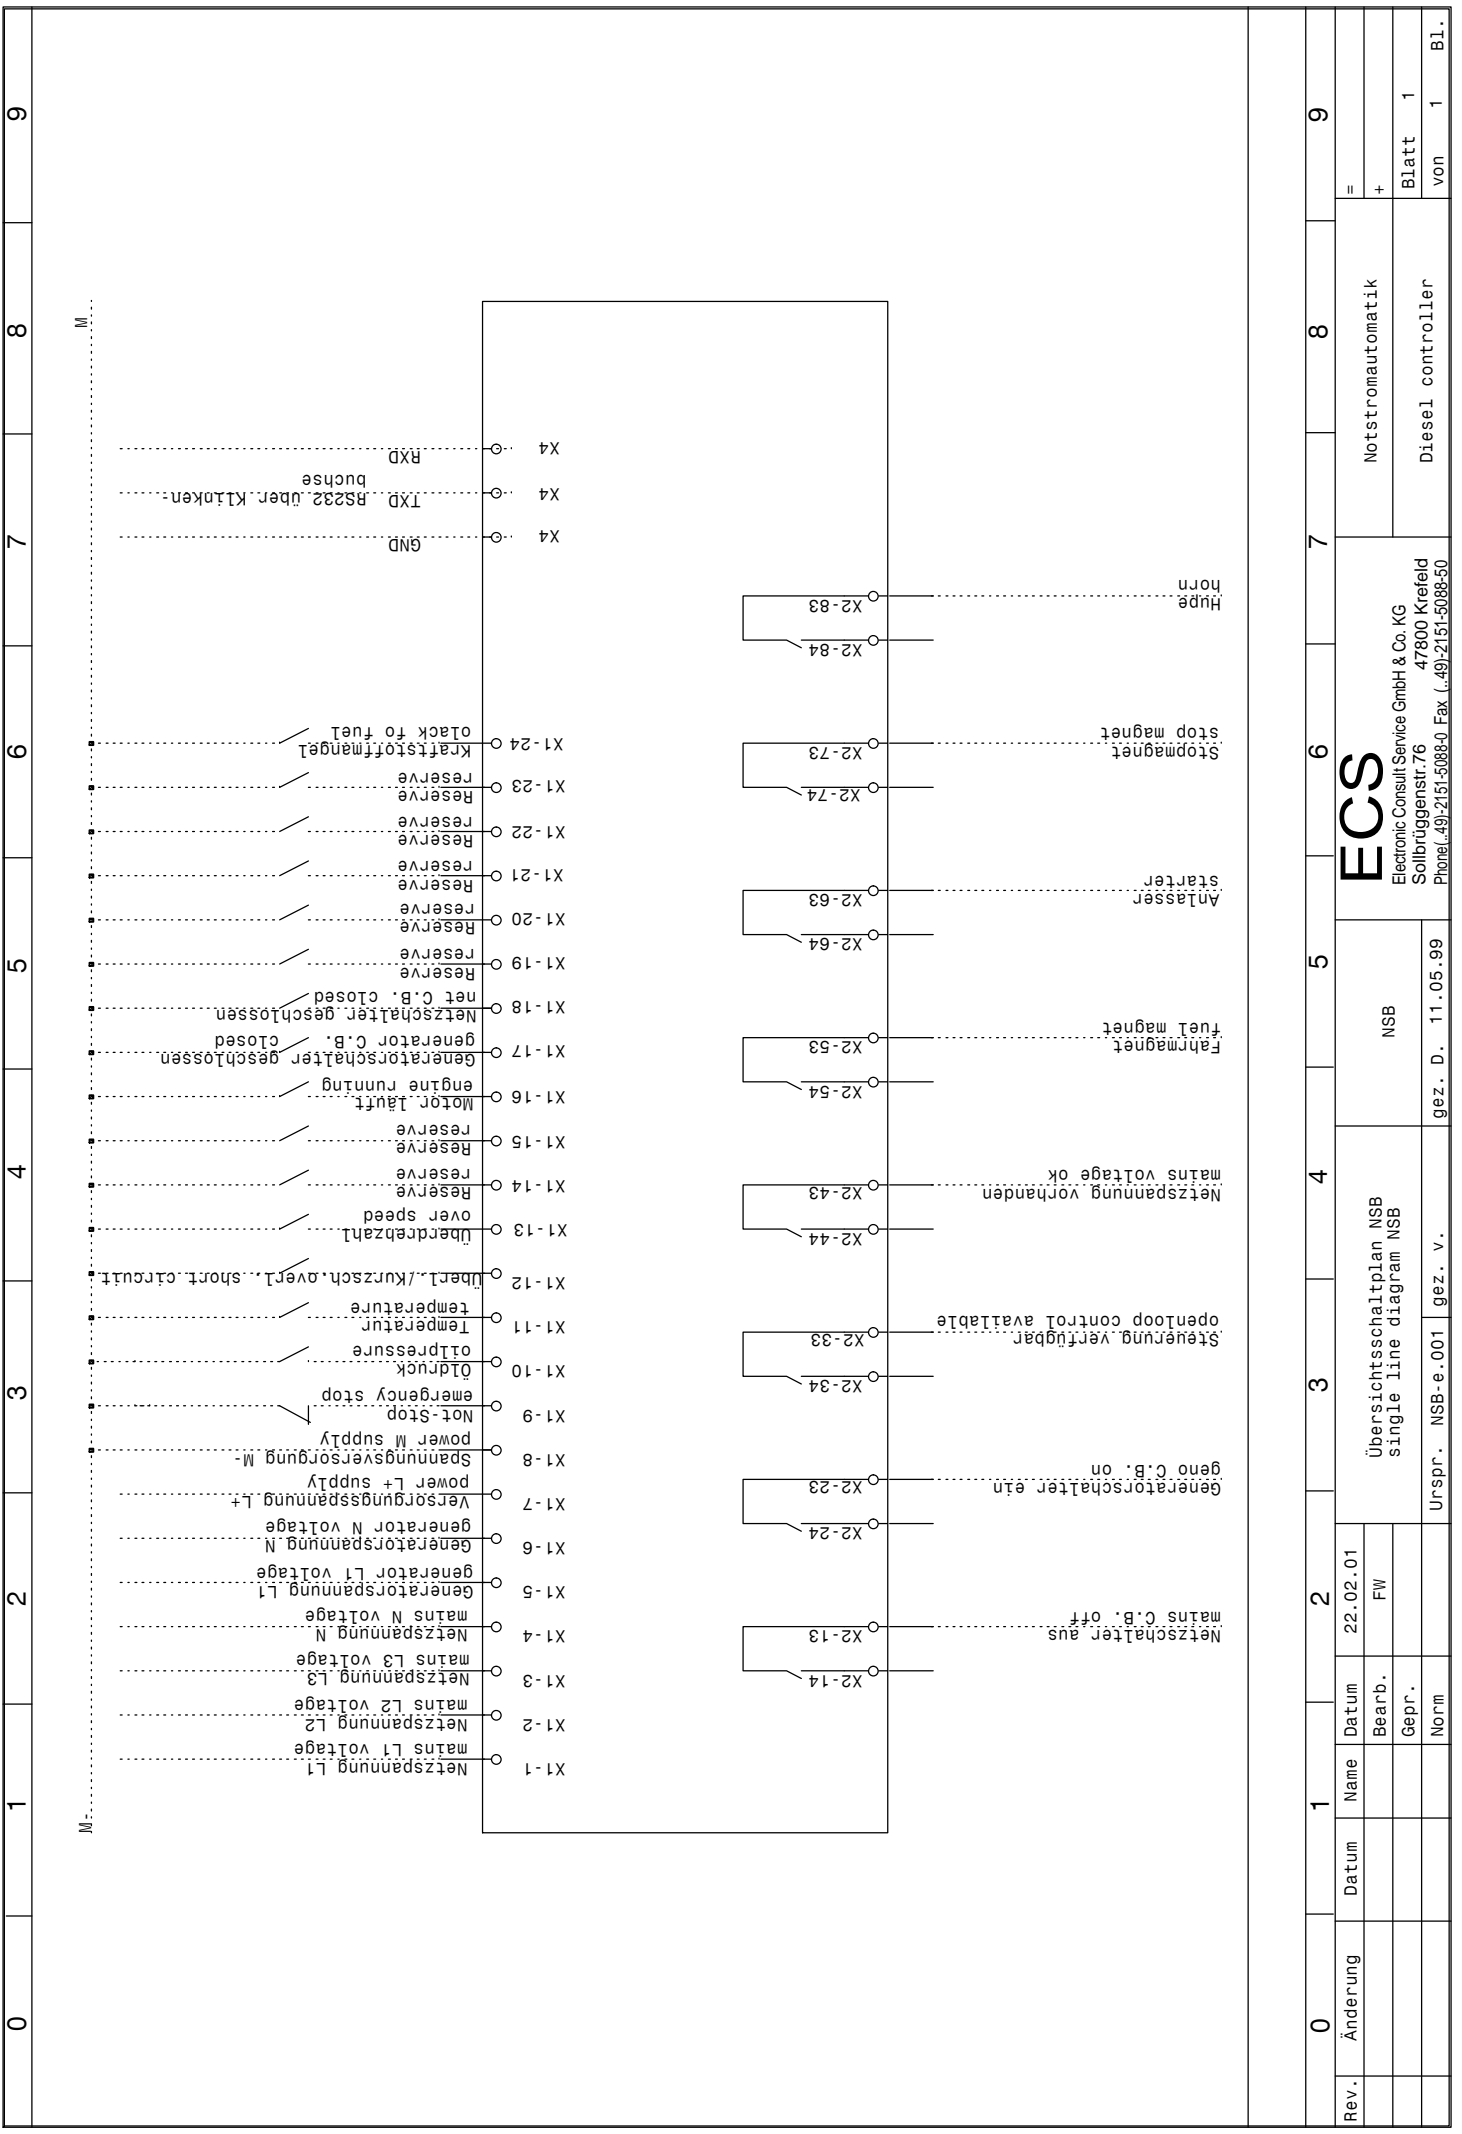 0 1 2 3 4 5 6 7 8 9
M-
M
Netzspannung L1
mains L1 voltage
X1-1
Netzspannung L2
mains L2 voltage
X1-2
Netzspannung L3
mains L3 voltage
X1-3
Netzspannung N
mains N voltage
X1-4
Generatorspannung L1
generator L1 voltage
X1-5
Generatorspannung N
generator N voltage
X1-6
Versorgungsspannung L+
power L+ supply
X1-7
Spannungsversorgung M-
power M supply
X1-8
Not-Stop
emergency stop
X1-9
Öldruck
oilpressure
X1-10
Temperatur
temperature
X1-11
Überl./Kurzsch.overl. short circuit
X1-12
Überdrehzahl
over speed
X1-13
Reserve
reserve
X1-14
Reserve
reserve
X1-15
Motor läuft
engine running
X1-16
Generatorschalter geschlossen
generator C.B. closed
X1-17
Netzschalter geschlossen
net C.B. closed
X1-18
Reserve
reserve
X1-19
Reserve
reserve
X1-20
Reserve
reserve
X1-21
Reserve
reserve
X1-22
Reserve
reserve
X1-23
Kraftstoffmangel
olack fo fuel
X1-24
GND
X4
TXD RS232 über Klinken-
buchse
X4
RXD
X4
X2-14
X2-13
Netzschalter aus
mains C.B. off
X2-24
X2-23
Generatorschalter ein
geno C.B. on
X2-34
X2-33
Steuerung verfügbar
openloop control available
X2-44
X2-43
Netzspannung vorhanden
mains voltage ok
X2-54
X2-53
Fahrmagnet
fuel magnet
X2-64
X2-63
Anlasser
starter
X2-74
X2-73
Stopmagnet
stop magnet
X2-84
X2-83
Hupe
horn
0 1 2 3 4 5 6 7 8 9
Rev. Änderung Datum Name
Datum 22.02.01
Bearb. FW
Gepr.
Norm
Übersichtsschaltplan NSB
single line diagram NSB
Urspr. NSB-e.001 gez. v.
NSB
gez. D. 11.05.99
ECS
Electronic Consult Service GmbH & Co. KG
Sollbrüggenstr.76 47800 Krefeld
Phone(..49)-2151-5088-0 Fax (..49)-2151-5088-50
Notstromautomatik
Diesel controller
=
+
Blatt 1
von 1 Bl.